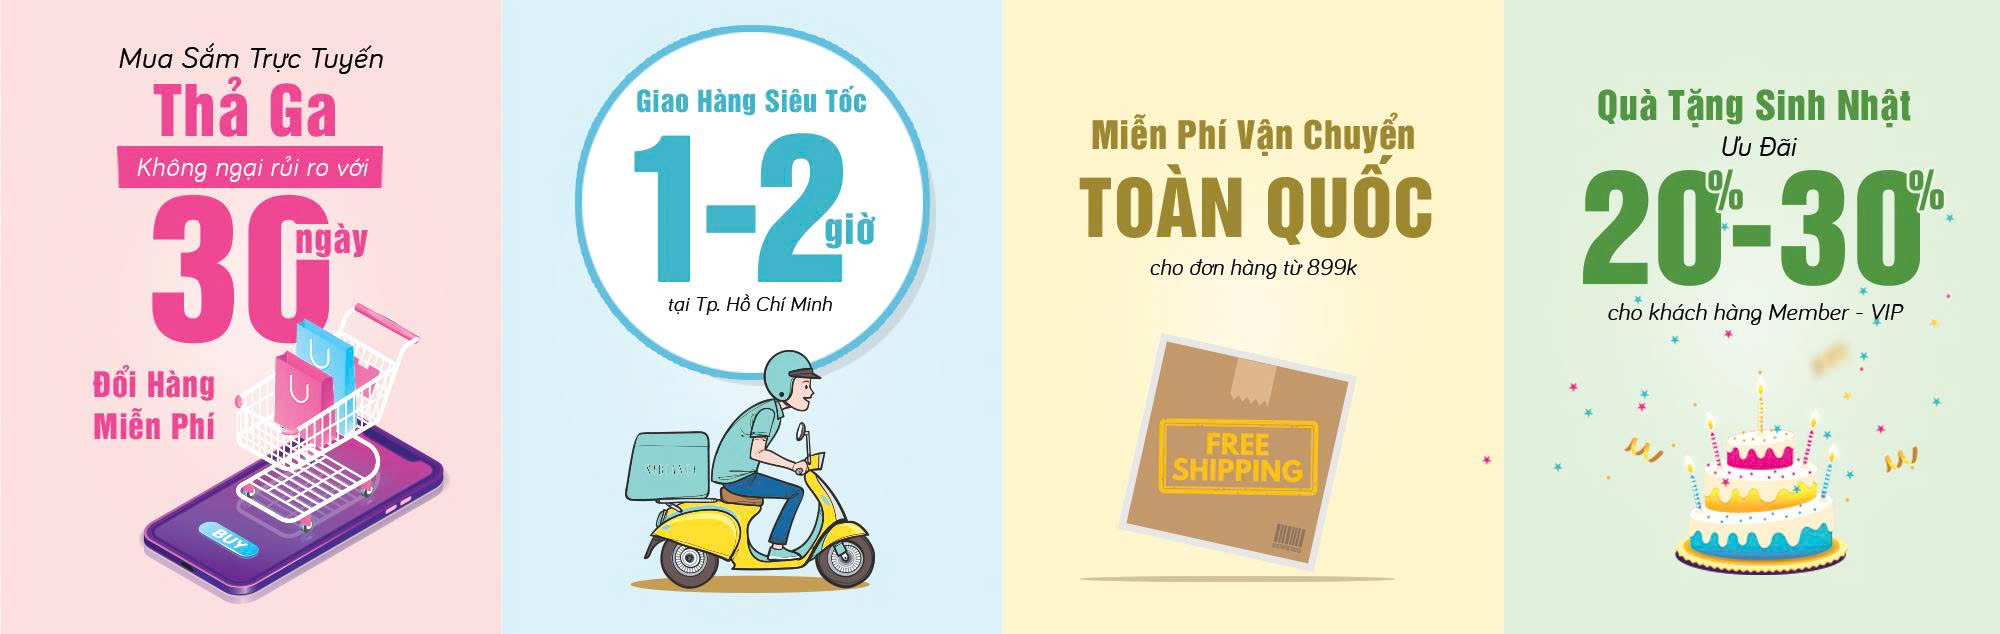 Mua Sắm Trực Tuyến
Thả Ga
Không ngại rủi ro với
30 ngày
Đổi Hàng
Miễn Phí
BUY
Giao Hàng Siêu Tốc
1-2 giờ
tại Tp. Hồ Chí Minh
Miễn Phí Vận Chuyển
TOÀN QUỐC
cho đơn hàng từ 899k
FREE
SHIPPING
Quà Tặng Sinh Nhật
Ưu Đãi
20%-30%
cho khách hàng Member - VIP